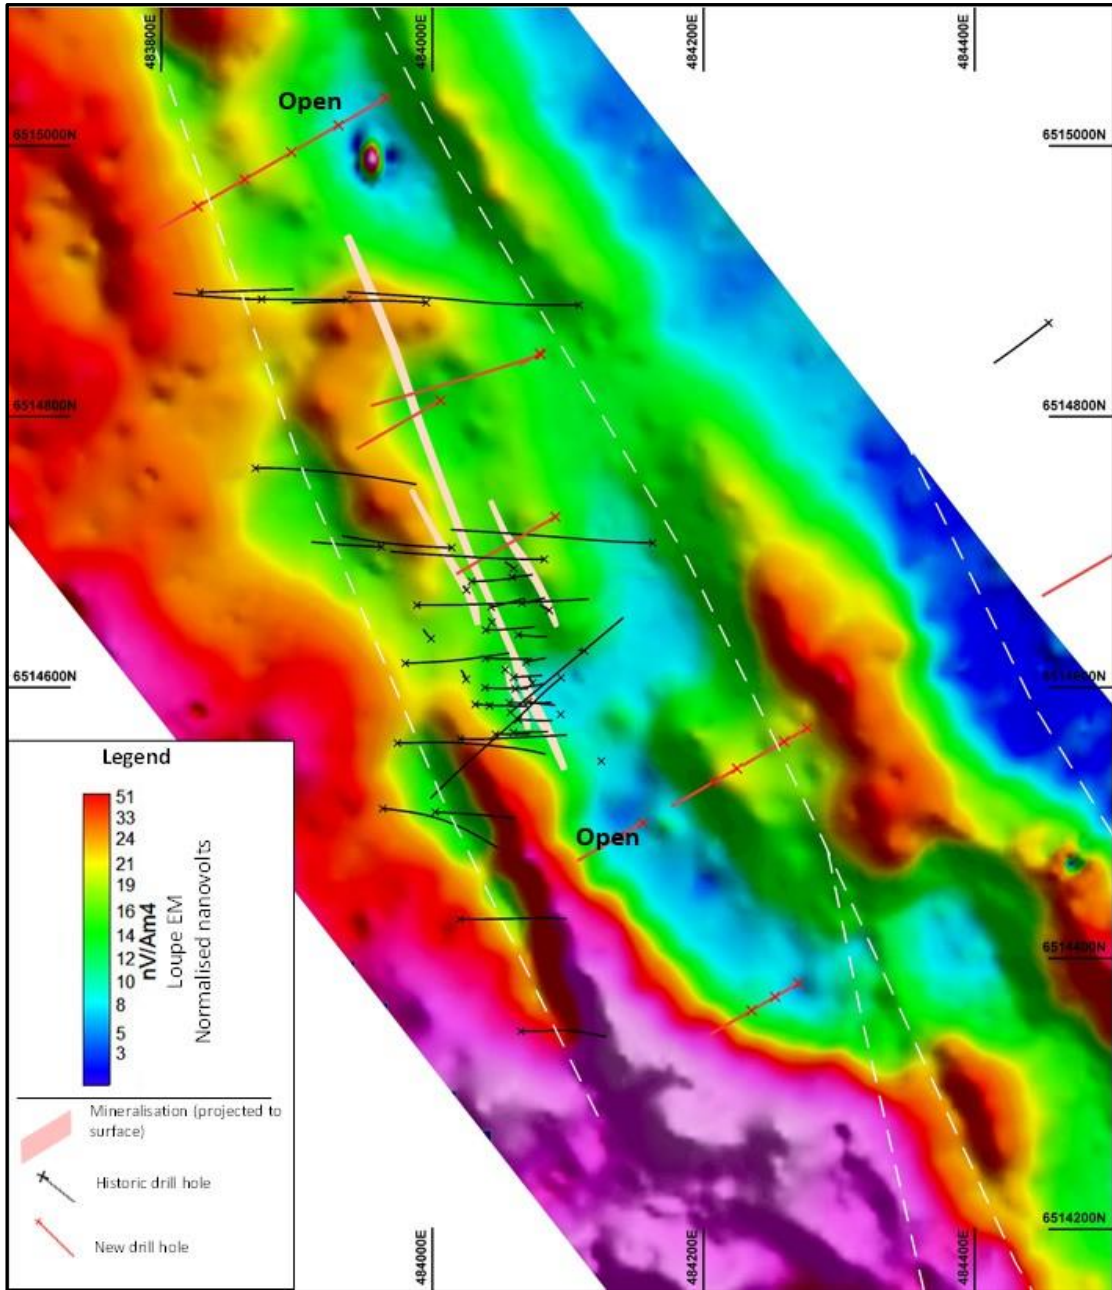 483800E
484000E
484200E
484400E
Open
6515000N
6515000N
6514800N
6514800N
6514600N
6514600N
Legend
51
33
24
21
19
16
14
12
10
8
5
3
nV/Am4
Loupe EM
Normalised nanovolts
Open
6514400N
Mineralisation (projected to
surface)
Historic drill hole
New drill hole
6514200N
484000E
484200E
484400E